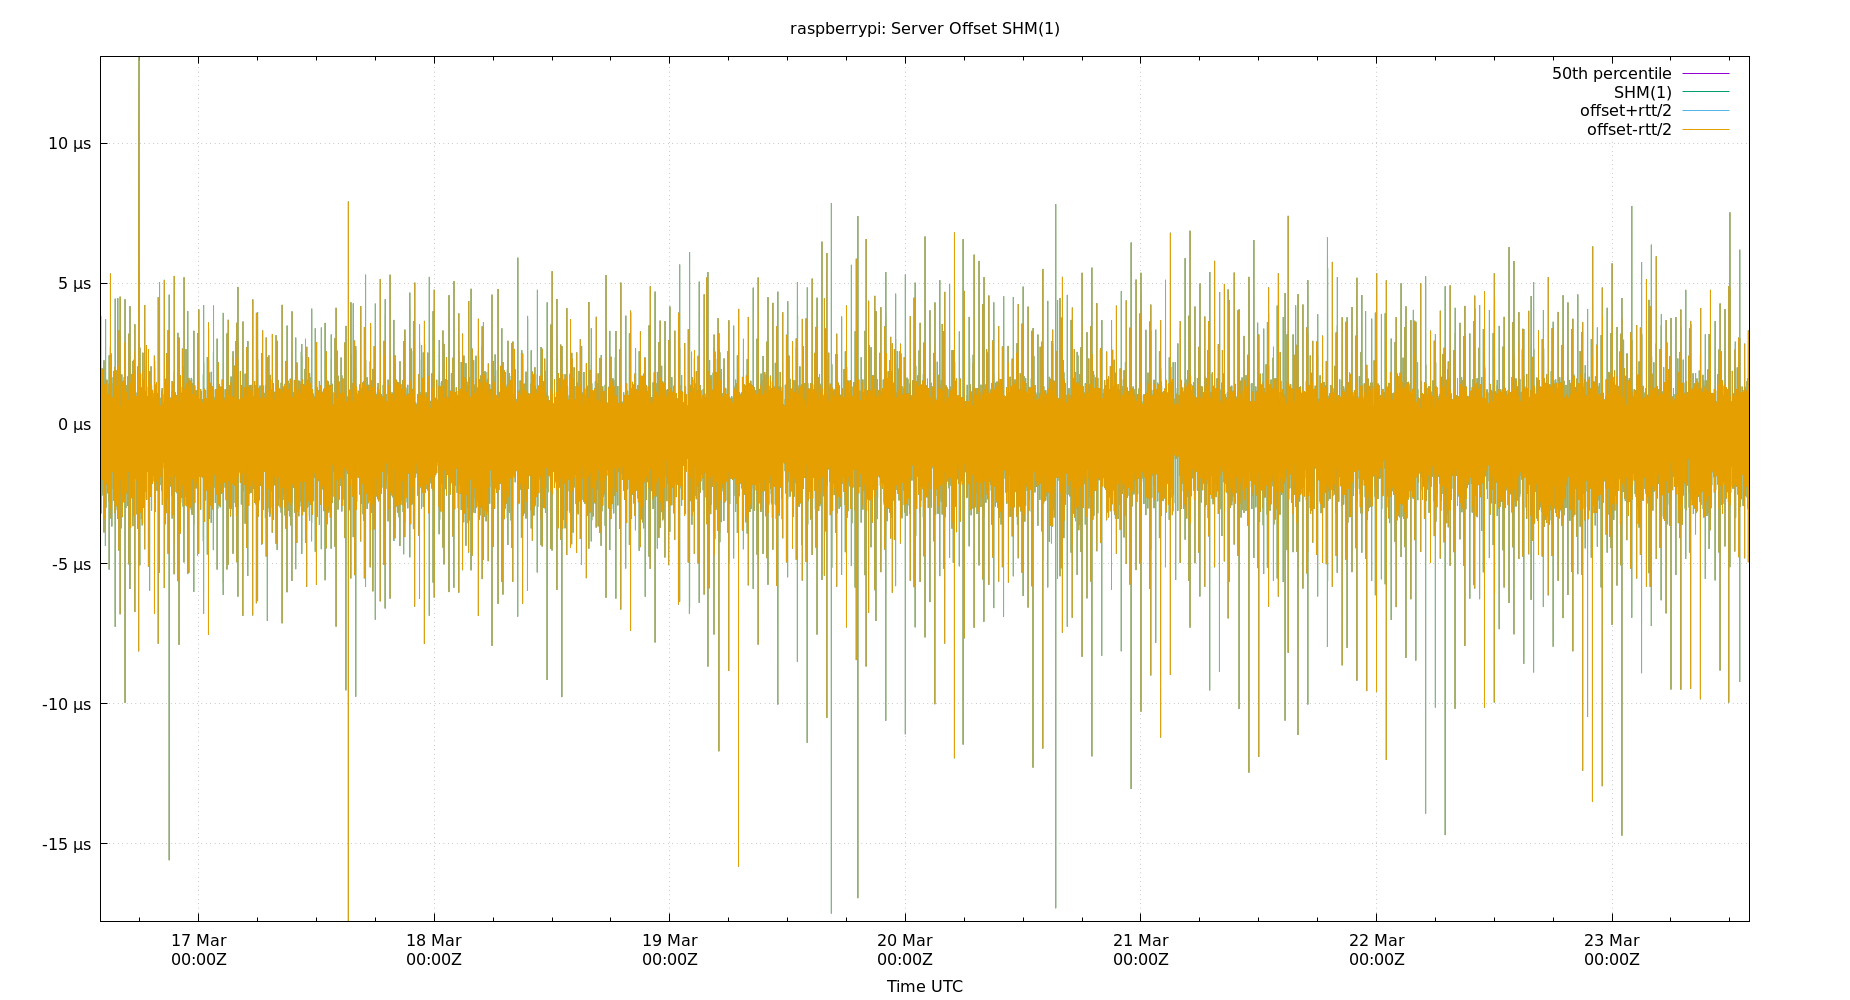 raspberrypi: Server Offset SHM(1)
50th percentile
SHM(1)
offset+rtt/2
offset-rtt/2
10 µs
5 µs
0 µs
-5 µs
-10 µs
-15 µs
17 Mar 18 Mar 19 Mar 20 Mar 21 Mar 22 Mar 23 Mar
00:00Z 00:00Z 00:00Z 00:00Z 00:00Z 00:00Z 00:00Z
Time UTC